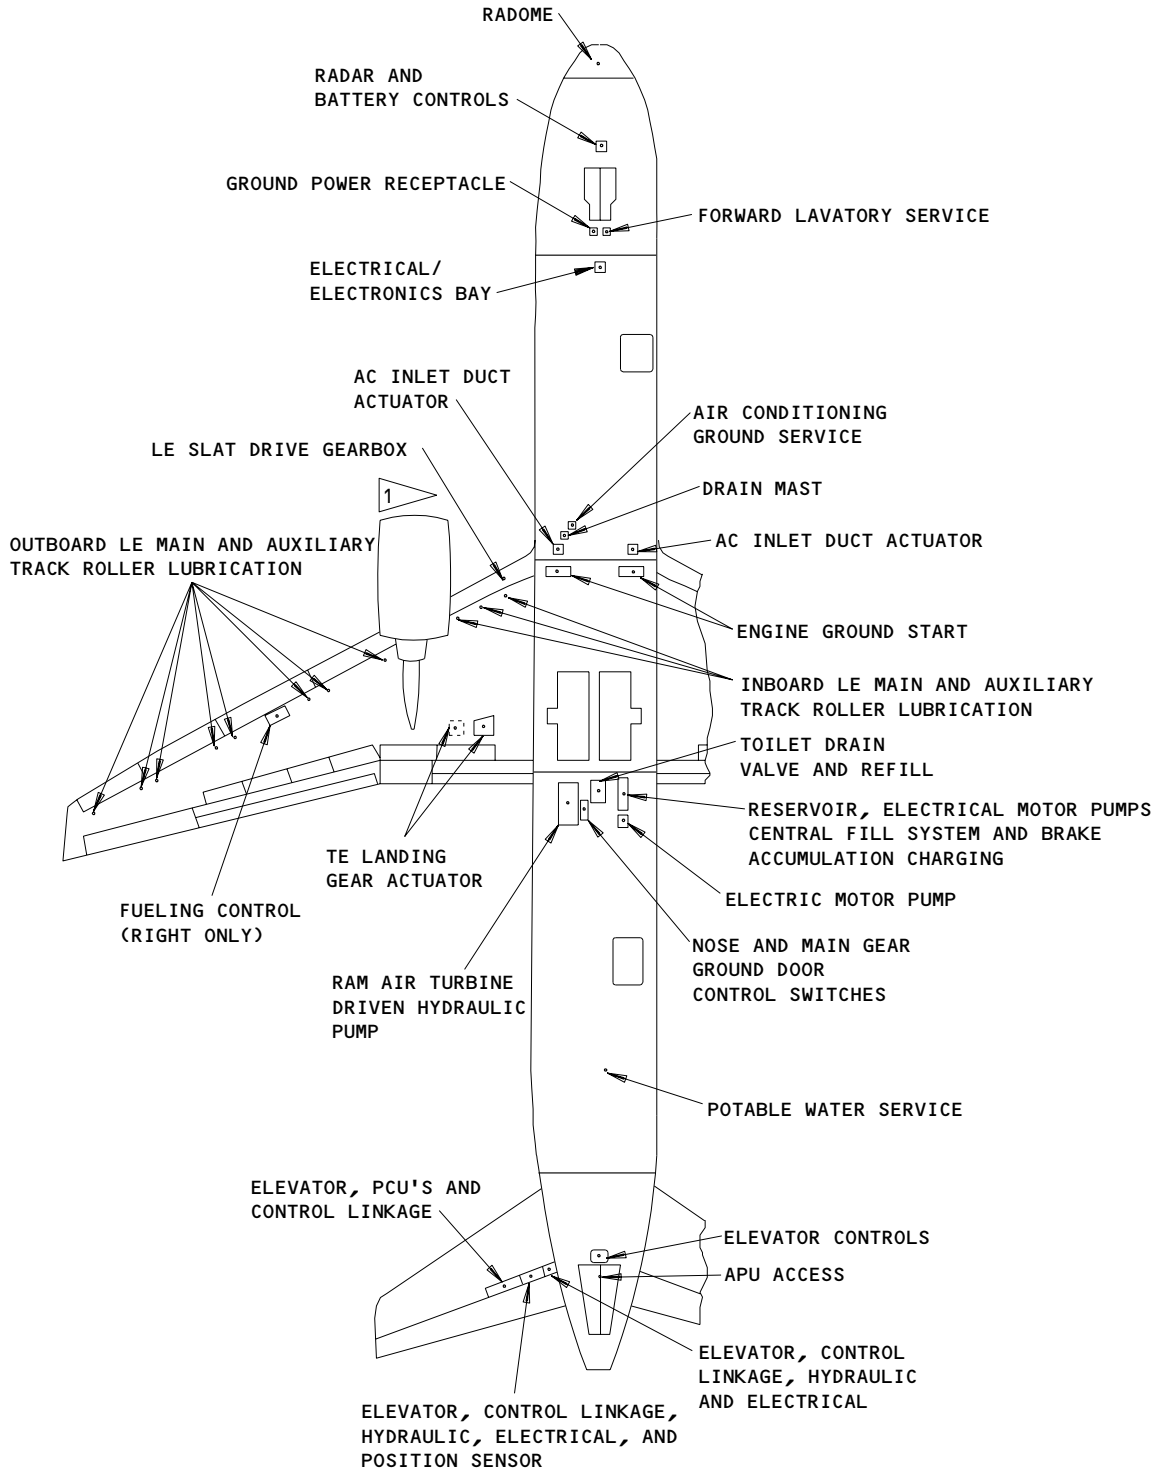 RADOME
RADAR AND
BATTERY CONTROLS
GROUND POWER RECEPTACLE
FORWARD LAVATORY SERVICE
ELECTRICAL/
ELECTRONICS BAY
AC INLET DUCT
ACTUATOR
AIR CONDITIONING
GROUND SERVICE
LE SLAT DRIVE GEARBOX
DRAIN MAST
1
OUTBOARD LE MAIN AND AUXILIARY
TRACK ROLLER LUBRICATION
AC INLET DUCT ACTUATOR
ENGINE GROUND START
INBOARD LE MAIN AND AUXILIARY
TRACK ROLLER LUBRICATION
TOILET DRAIN
VALVE AND REFILL
RESERVOIR, ELECTRICAL MOTOR PUMPS
CENTRAL FILL SYSTEM AND BRAKE
ACCUMULATION CHARGING
TE LANDING
GEAR ACTUATOR
ELECTRIC MOTOR PUMP
FUELING CONTROL
(RIGHT ONLY)
NOSE AND MAIN GEAR
GROUND DOOR
CONTROL SWITCHES
RAM AIR TURBINE
DRIVEN HYDRAULIC
PUMP
POTABLE WATER SERVICE
ELEVATOR, PCU'S AND
CONTROL LINKAGE
ELEVATOR CONTROLS
APU ACCESS
ELEVATOR, CONTROL
LINKAGE, HYDRAULIC
AND ELECTRICAL
ELEVATOR, CONTROL LINKAGE,
HYDRAULIC, ELECTRICAL, AND
POSITION SENSOR